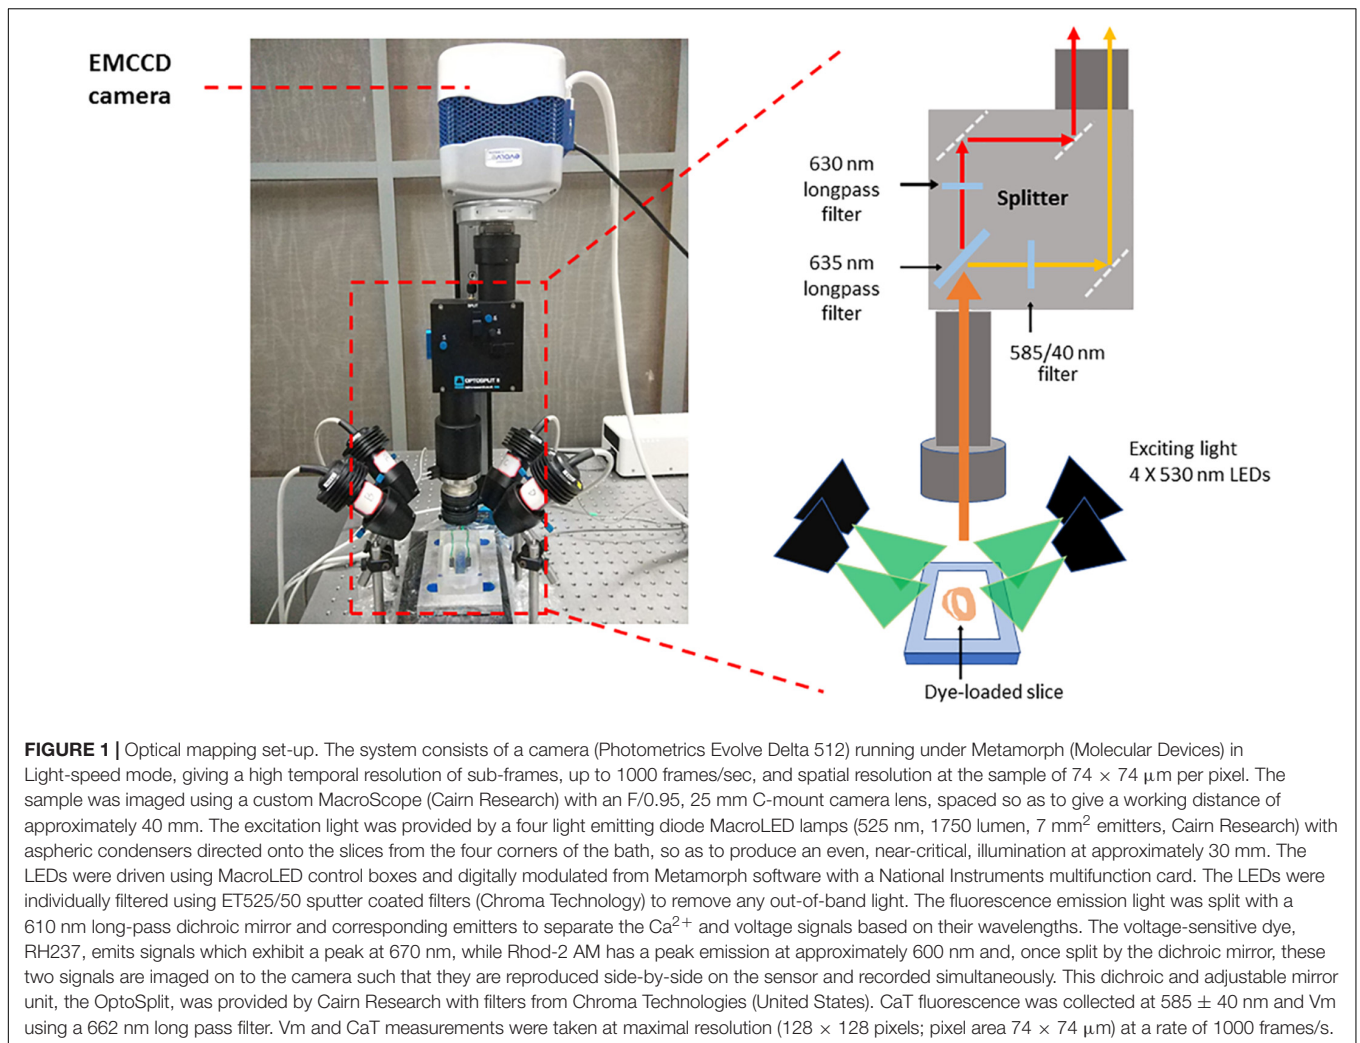 EMCCD
camera
evolve
SPLIT
OPTOSPLIT II
630 nm
longpass
filter
Splitter
635 nm
longpass
filter
585/40 nm
filter
Exciting light
4 X 530 nm LEDs
Dye-loaded slice
FIGURE 1 | Optical mapping set-up. The system consists of a camera (Photometrics Evolve Delta 512) running under Metamorph (Molecular Devices) in
Light-speed mode, giving a high temporal resolution of sub-frames, up to 1000 frames/sec, and spatial resolution at the sample of 74 × 74 μm per pixel. The
sample was imaged using a custom MacroScope (Cairn Research) with an F/0.95, 25 mm C-mount camera lens, spaced so as to give a working distance of
approximately 40 mm. The excitation light was provided by a four light emitting diode MacroLED lamps (525 nm, 1750 lumen, 7 mm² emitters, Cairn Research) with
aspheric condensers directed onto the slices from the four corners of the bath, so as to produce an even, near-critical, illumination at approximately 30 mm. The
LEDs were driven using MacroLED control boxes and digitally modulated from Metamorph software with a National Instruments multifunction card. The LEDs were
individually filtered using ET525/50 sputter coated filters (Chroma Technology) to remove any out-of-band light. The fluorescence emission light was split with a
610 nm long-pass dichroic mirror and corresponding emitters to separate the Ca²⁺ and voltage signals based on their wavelengths. The voltage-sensitive dye,
RH237, emits signals which exhibit a peak at 670 nm, while Rhod-2 AM has a peak emission at approximately 600 nm and, once split by the dichroic mirror, these
two signals are imaged on to the camera such that they are reproduced side-by-side on the sensor and recorded simultaneously. This dichroic and adjustable mirror
unit, the OptoSplit, was provided by Cairn Research with filters from Chroma Technologies (United States). CaT fluorescence was collected at 585 ± 40 nm and Vm
using a 662 nm long pass filter. Vm and CaT measurements were taken at maximal resolution (128 × 128 pixels; pixel area 74 × 74 μm) at a rate of 1000 frames/s.